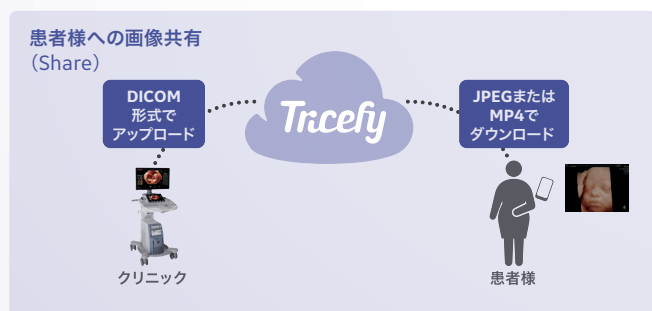 患者様への画像共有
（Share）
DICOM
形式で
アップロード
Tricefy
JPEGまたは
MP4で
ダウンロード
クリニック
患者様